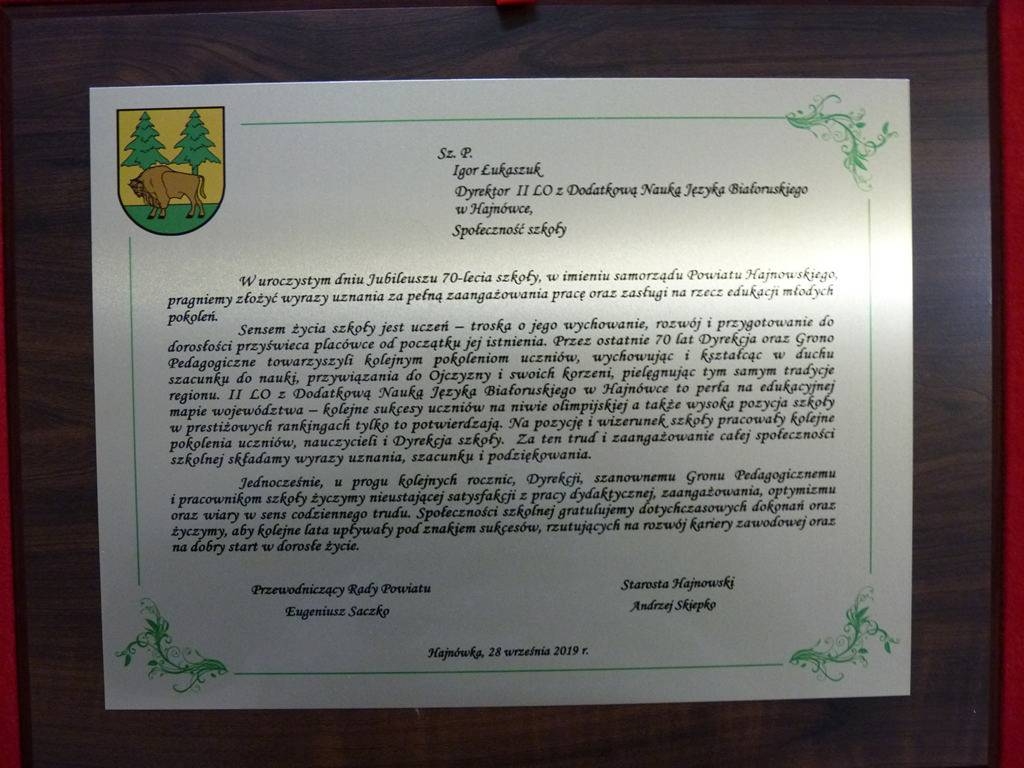 Sz. P.
Igor Łukaszuk
Dyrektor II LO z Dodatkową Nauką Języka Białoruskiego
w Hajnówce,
Społeczność szkoły
W uroczystym dniu Jubileuszu 70-lecia szkoły, w imieniu samorządu Powiatu Hajnowskiego,
pragniemy złożyć wyrazy uznania za pełną zaangażowania pracę oraz zasługi na rzecz edukacji młodych
pokoleń.
Sensem życia szkoły jest uczeń – troska o jego wychowanie, rozwój i przygotowanie do
dorosłości przyświeca placówce od początku jej istnienia. Przez ostatnie 70 lat Dyrekcja oraz Grono
Pedagogiczne towarzyszyli kolejnym pokoleniom uczniów, wychowując i kształcąc w duchu
szacunku do nauki, przywiązania do Ojczyzny i swoich korzeni, pielęgnując tym samym tradycje
regionu. II LO z Dodatkową Nauką Języka Białoruskiego w Hajnówce to perła na edukacyjnej
mapie województwa – kolejne sukcesy uczniów na niwie olimpijskiej a także wysoka pozycja szkoły
w prestiżowych rankingach tylko to potwierdzają. Na pozycję i wizerunek szkoły pracowały kolejne
pokolenia uczniów, nauczycieli i Dyrekcja szkoły. Za ten trud i zaangażowanie całej społeczności
szkolnej składamy wyrazy uznania, szacunku i podziękowania.
Jednocześnie, u progu kolejnych rocznic, Dyrekcji, szanownemu Gronu Pedagogicznemu
i pracownikom szkoły życzymy nieustającej satysfakcji z pracy dydaktycznej, zaangażowania, optymizmu
oraz wiary w sens codziennego trudu. Społeczności szkolnej gratulujemy dotychczasowych dokonań oraz
życzymy, aby kolejne lata upływały pod znakiem sukcesów, rzutujących na rozwój kariery zawodowej oraz
na dobry start w dorosłe życie.
Przewodniczący Rady Powiatu
Eugeniusz Saczko
Starosta Hajnowski
Andrzej Skiepko
Hajnówka, 28 września 2019 r.